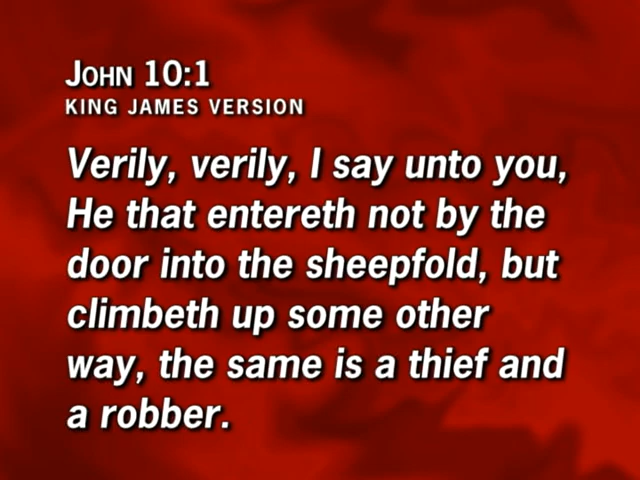 John 10:1
KING JAMES VERSION
Verily, verily, I say unto you,
He that entereth not by the
door into the sheepfold, but
climbeth up some other
way, the same is a thief and
a robber.